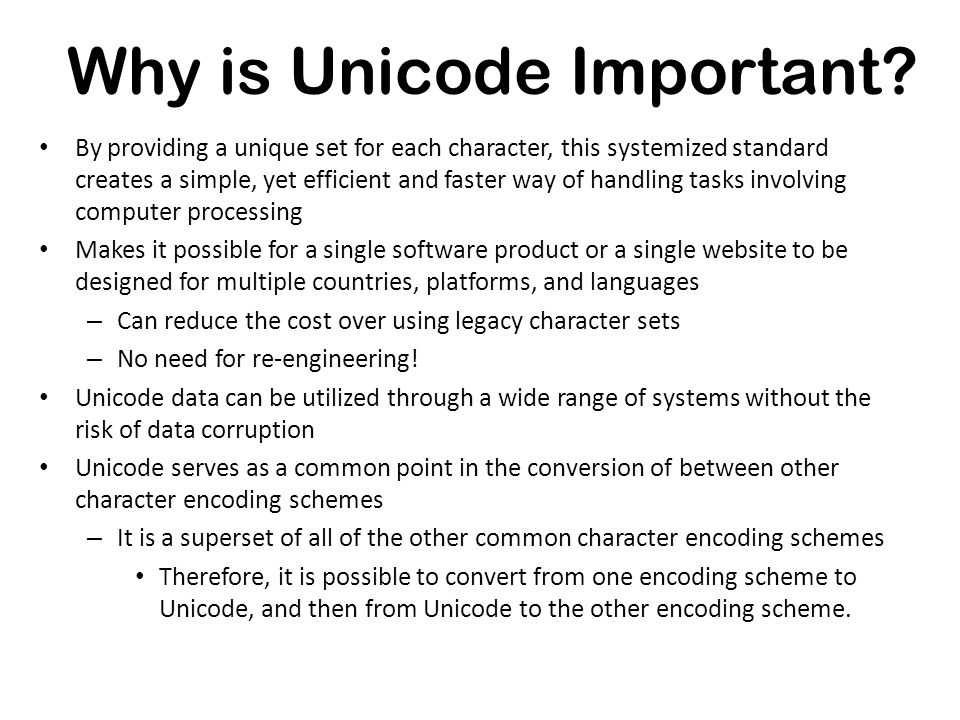 Why is Unicode Important?
• By providing a unique set for each character, this systemized standard
creates a simple, yet efficient and faster way of handling tasks involving
computer processing
• Makes it possible for a single software product or a single website to be
designed for multiple countries, platforms, and languages
– Can reduce the cost over using legacy character sets
– No need for re-engineering!
• Unicode data can be utilized through a wide range of systems without the
risk of data corruption
• Unicode serves as a common point in the conversion of between other
character encoding schemes
– It is a superset of all of the other common character encoding schemes
• Therefore, it is possible to convert from one encoding scheme to
Unicode, and then from Unicode to the other encoding scheme.